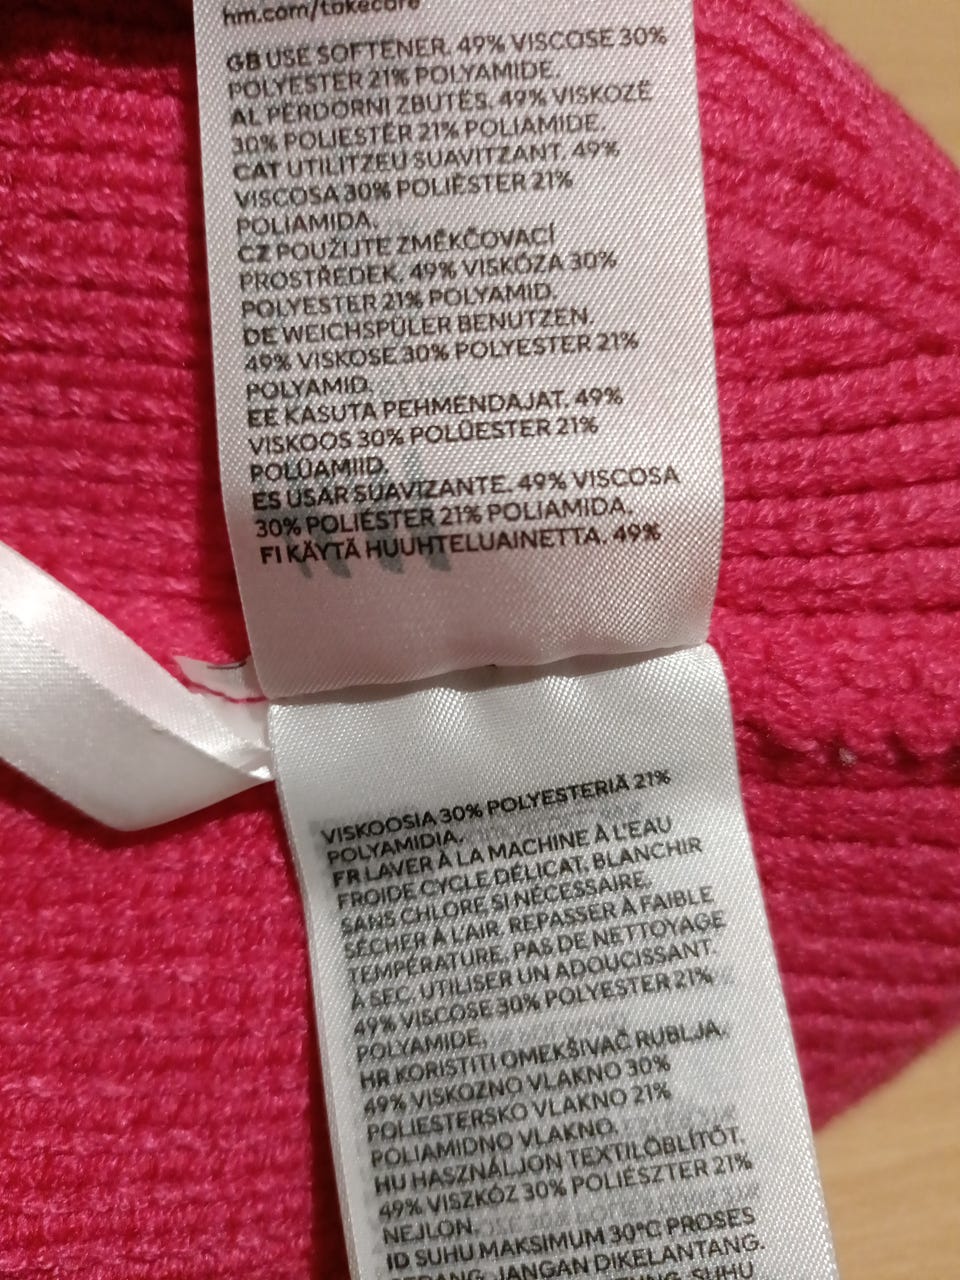 hm.com/takecare
GB USE SOFTENER. 49% VISCOSE 30%
POLYESTER 21% POLYAMIDE.
AL PËRDORNI ZBUTËS. 49% VISKOZË
30% POLIESTËR 21% POLIAMIDE.
CAT UTILITZEU SUAVITZANT. 49%
VISCOSA 30% POLIÈSTER 21%
POLIAMIDA.
CZ POUŽIJTE ZMĚKČOVACÍ
PROSTŘEDEK. 49% VISKÓZA 30%
POLYESTER 21% POLYAMID.
DE WEICHSPÜLER BENUTZEN
49% VISKOSE 30% POLYESTER 21%
POLYAMID.
EE KASUTA PEHMENDAJAT. 49%
VISKOOS 30% POLÜESTER 21%
POLÜAMIID.
ES USAR SUAVIZANTE. 49% VISCOSA
30% POLIÉSTER 21% POLIAMIDA.
FI KÄYTÄ HUUHTELUAINETTA. 49%
VISKOOSIA 30% POLYESTERIÄ 21%
POLYAMIDIA.
FR LAVER À LA MACHINE À L'EAU
FROIDE CYCLE DÉLICAT, BLANCHIR
SANS CHLORE SI NÉCESSAIRE,
SÉCHER À L'AIR. REPASSER À FAIBLE
TEMPÉRATURE, PAS DE NETTOYAGE
À SEC, UTILISER UN ADOUCISSANT.
49% VISCOSE 30% POLYESTER 21%
POLYAMIDE.
HR KORISTITI OMEKŠIVAČ RUBLJA.
49% VISKOZNO VLAKNO 30%
POLIESTERSKO VLAKNO 21%
POLIAMIDNO VLAKNO.
HU HASZNÁLJON TEXTILÖBLÍTŐT.
49% VISZKÓZ 30% POLIÉSZTER 21%
NEJLON.
ID SUHU MAKSIMUM 30°C PROSES
JANGAN DIKELANTANG.
SUHU